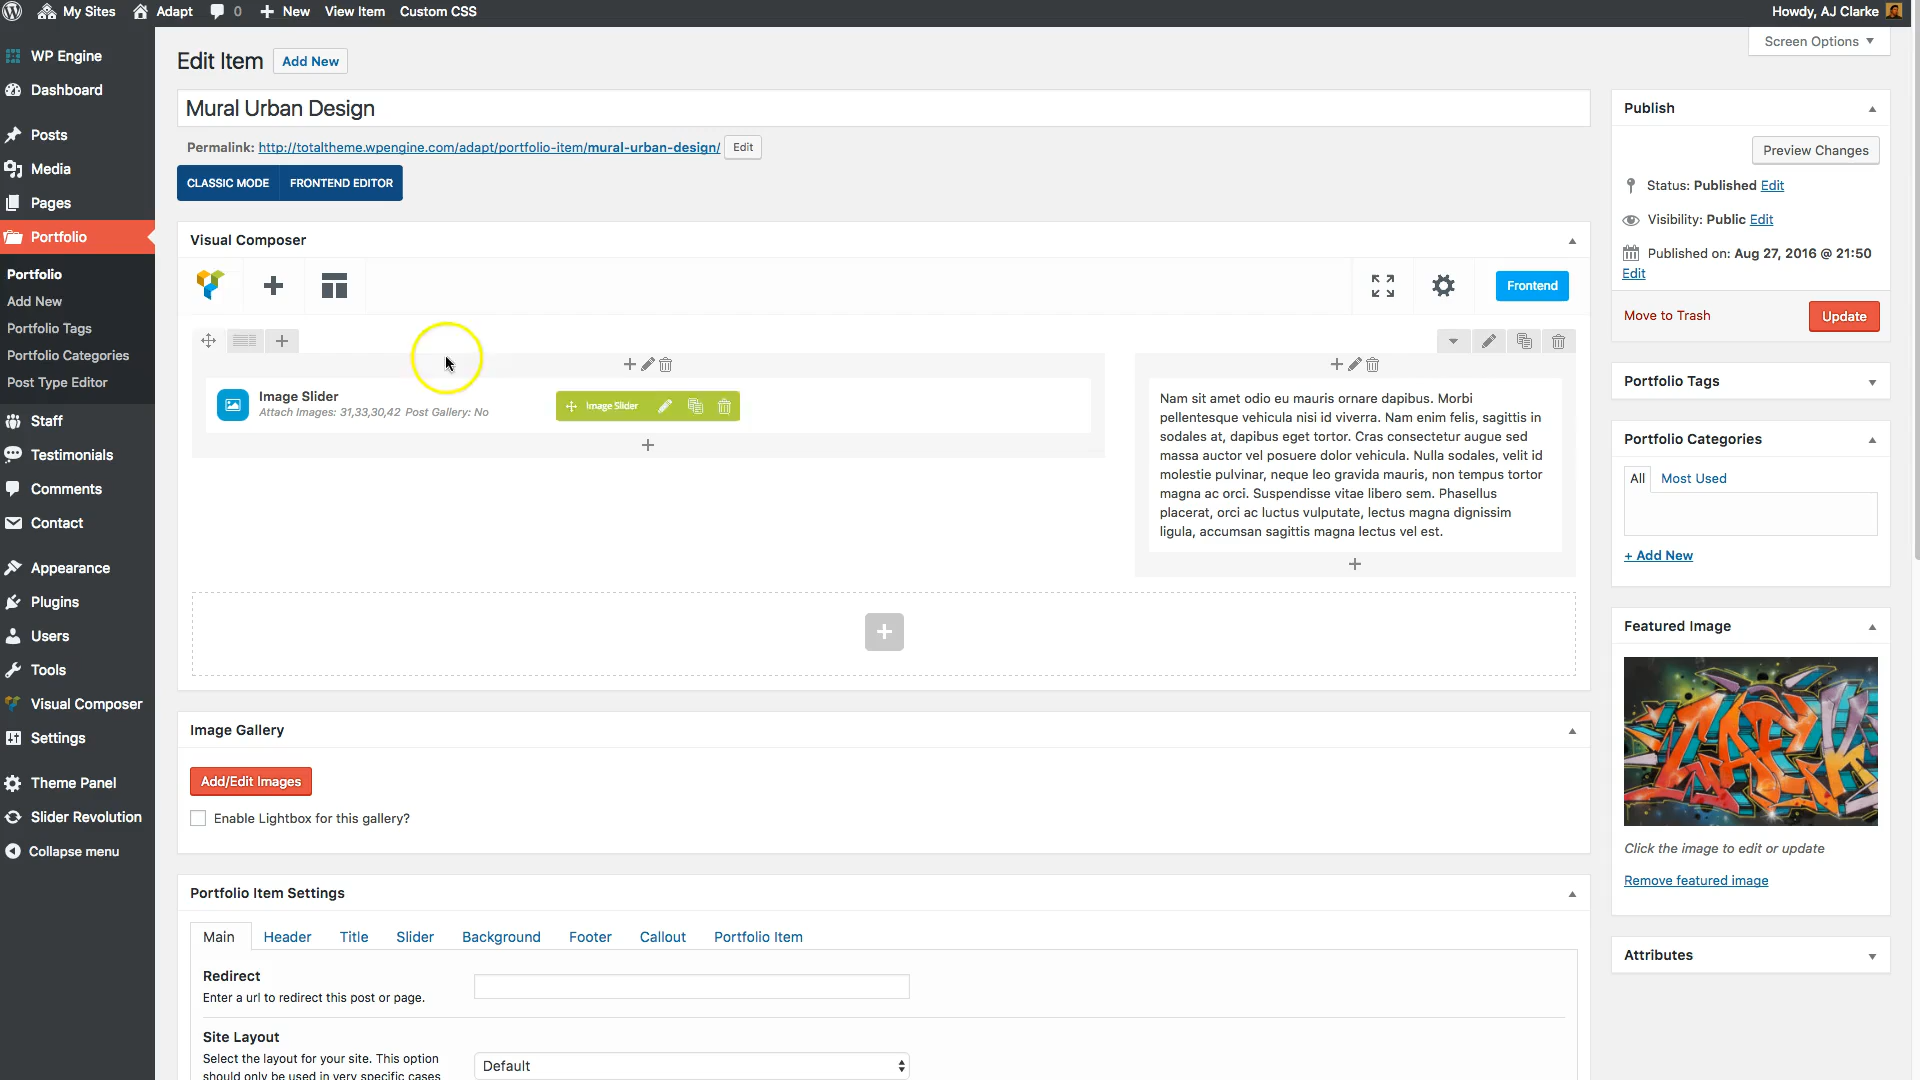 My Sites
Adapt
0
New
View Item
Custom CSS
Howdy, AJ Clarke
Screen Options
WP Engine
Dashboard
Posts
Media
Pages
Portfolio
Portfolio
Add New
Portfolio Tags
Portfolio Categories
Post Type Editor
Staff
Testimonials
Comments
Contact
Appearance
Plugins
Users
Tools
Visual Composer
Settings
Theme Panel
Slider Revolution
Collapse menu
Edit Item
Add New
Mural Urban Design
Permalink: http://totaltheme.wpengine.com/adapt/portfolio-item/mural-urban-design/
Edit
CLASSIC MODE
FRONTEND EDITOR
Visual Composer
Frontend
Image Slider
Attach Images: 31,33,30,42 Post Gallery: No
Image Slider
Nam sit amet odio eu mauris ornare dapibus. Morbi
pellentesque vehicula nisi id viverra. Nam enim felis, sagittis in
sodales at, dapibus eget tortor. Cras consectetur augue sed
massa auctor vel posuere dolor vehicula. Nulla sodales, velit id
molestie pulvinar, neque leo gravida mauris, non tempus tortor
magna ac orci. Suspendisse vitae libero sem. Phasellus
placerat, orci ac luctus vulputate, lectus magna dignissim
ligula, accumsan sagittis magna lectus vel est.
Image Gallery
Add/Edit Images
Enable Lightbox for this gallery?
Portfolio Item Settings
Main
Header
Title
Slider
Background
Footer
Callout
Portfolio Item
Redirect
Enter a url to redirect this post or page.
Site Layout
Select the layout for your site. This option
should only be used in very specific cases
Default
Publish
Preview Changes
Status: Published Edit
Visibility: Public Edit
Published on: Aug 27, 2016 @ 21:50
Edit
Move to Trash
Update
Portfolio Tags
Portfolio Categories
All
Most Used
+ Add New
Featured Image
Click the image to edit or update
Remove featured image
Attributes